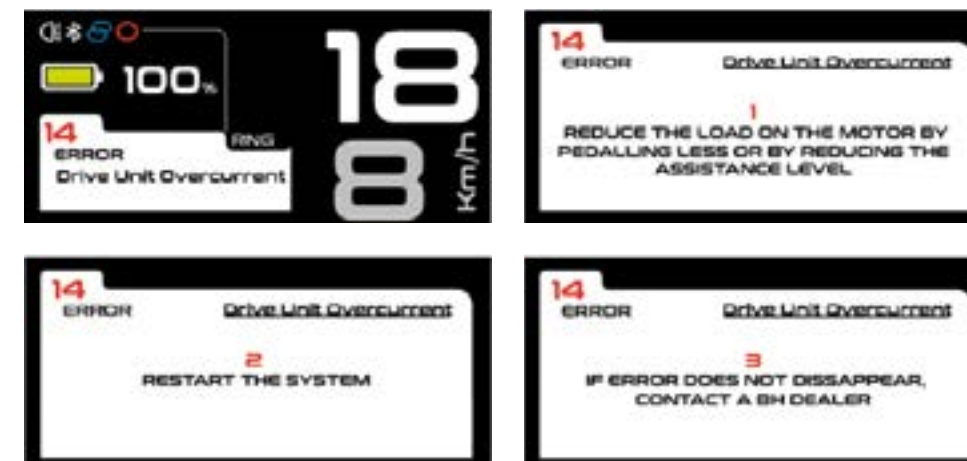 100%
18
8
Km/h
RING
14
ERROR
Drive Unit Overcurrent
14
ERROR
Drive Unit Overcurrent
1
REDUCE THE LOAD ON THE MOTOR BY
PEDALLING LESS OR BY REDUCING THE
ASSISTANCE LEVEL
14
ERROR
Drive Unit Overcurrent
2
RESTART THE SYSTEM
14
ERROR
Drive Unit Overcurrent
3
IF ERROR DOES NOT DISSAPPEAR,
CONTACT A BH DEALER